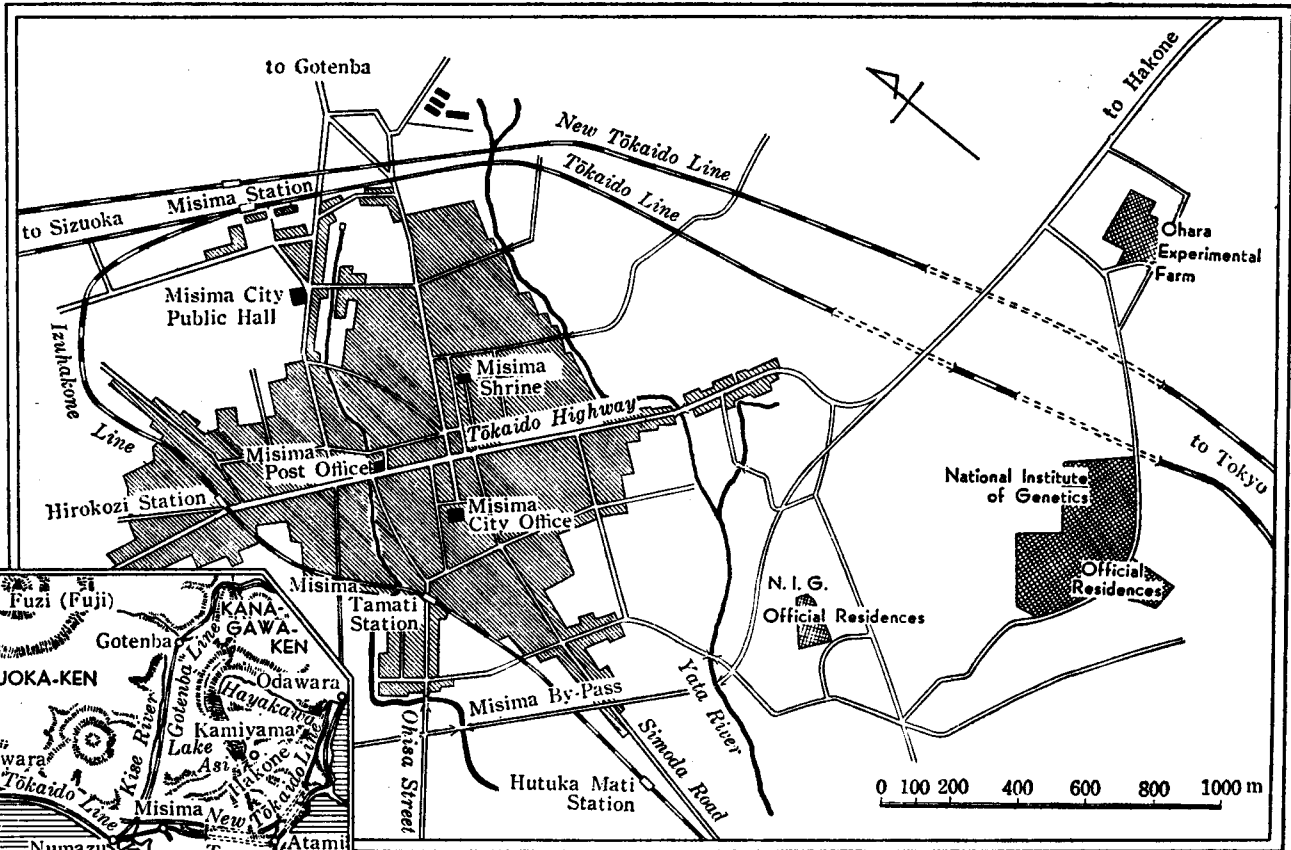 to Gotenba
to Hakone
New Tōkaido Line
Tōkaido Line
Misima Station
to Sizuoka
Ohara
Experimental
Farm
Misima City
Public Hall
Izuhakone
Line
Misima
Shrine
Tōkaido Highway
Misima
Post Office
to Tokyo
National Institute
of Genetics
Hirokozi Station
Misima
City Office
Official
Residences
Misima
Tamati
Station
N. I. G.
Official Residences
Misima By-Pass
Yata River
Simoda Road
Ohisa Street
Hutuka Mati
Station
0 100 200 400 600 800 1000 m
Fuzi (Fuji)
KANA-
GAWA-
KEN
Gotenba
Gotenba Line
UOKA-KEN
Odawara
Hayakawa
Kise River
Kamiyama
Lake
Asi
Hakone
wara
Tōkaido Line
Misima
New Tōkaido Line
Numazu
T
Atami